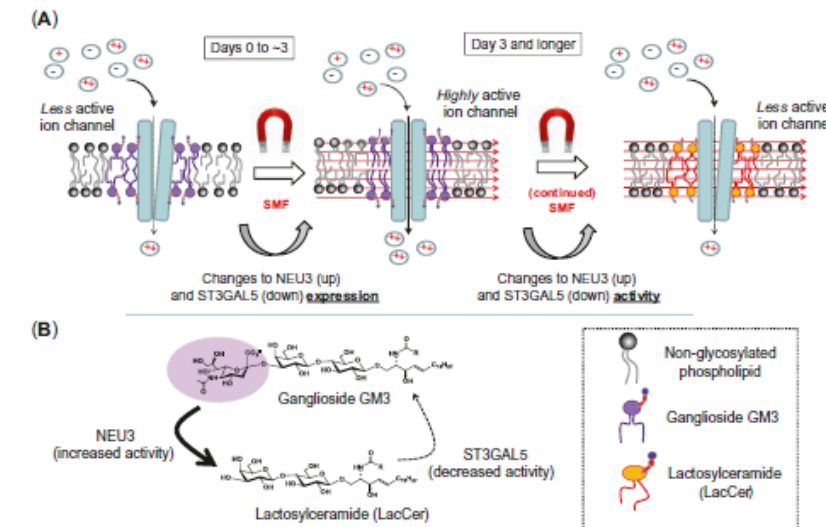 (A)
Days 0 to ~3
Day 3 and longer
Less active
ion channel
Highly active
ion channel
Less active
ion channel
SMF
(continued)
SMF
Changes to NEU3 (up)
and ST3GAL5 (down) expression
Changes to NEU3 (up)
and ST3GAL5 (down) activity
(B)
Ganglioside GM3
NEU3
(increased activity)
ST3GAL5
(decreased activity)
Lactosylceramide (LacCer)
Non-glycosylated
phospholipid
Ganglioside GM3
Lactosylceramide
(LacCer)